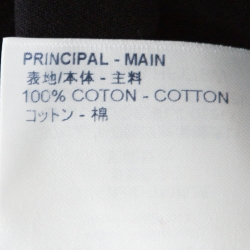 PRINCIPAL - MAIN
表地/本体 - 主料
100% COTON - COTTON
コットン - 棉